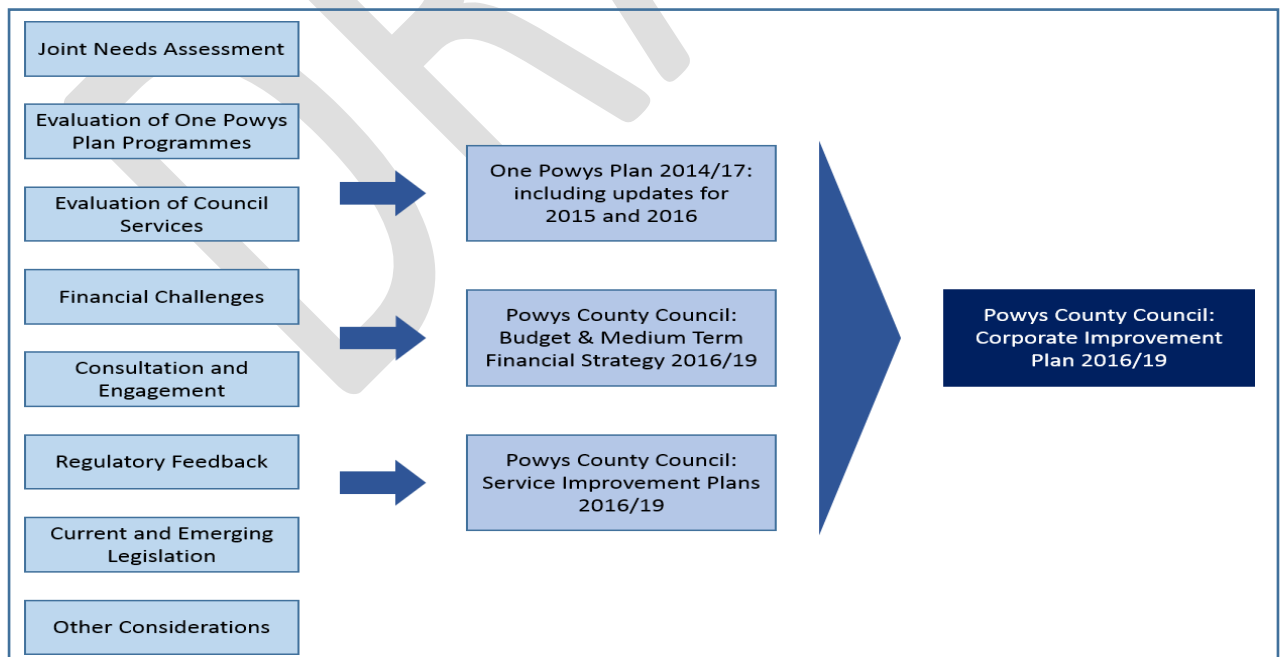 Joint Needs Assessment
Evaluation of One Powys
Plan Programmes
Evaluation of Council
Services
Financial Challenges
Consultation and
Engagement
Regulatory Feedback
Current and Emerging
Legislation
Other Considerations
One Powys Plan 2014/17:
including updates for
2015 and 2016
Powys County Council:
Budget & Medium Term
Financial Strategy 2016/19
Powys County Council:
Service Improvement Plans
2016/19
Powys County Council:
Corporate Improvement
Plan 2016/19